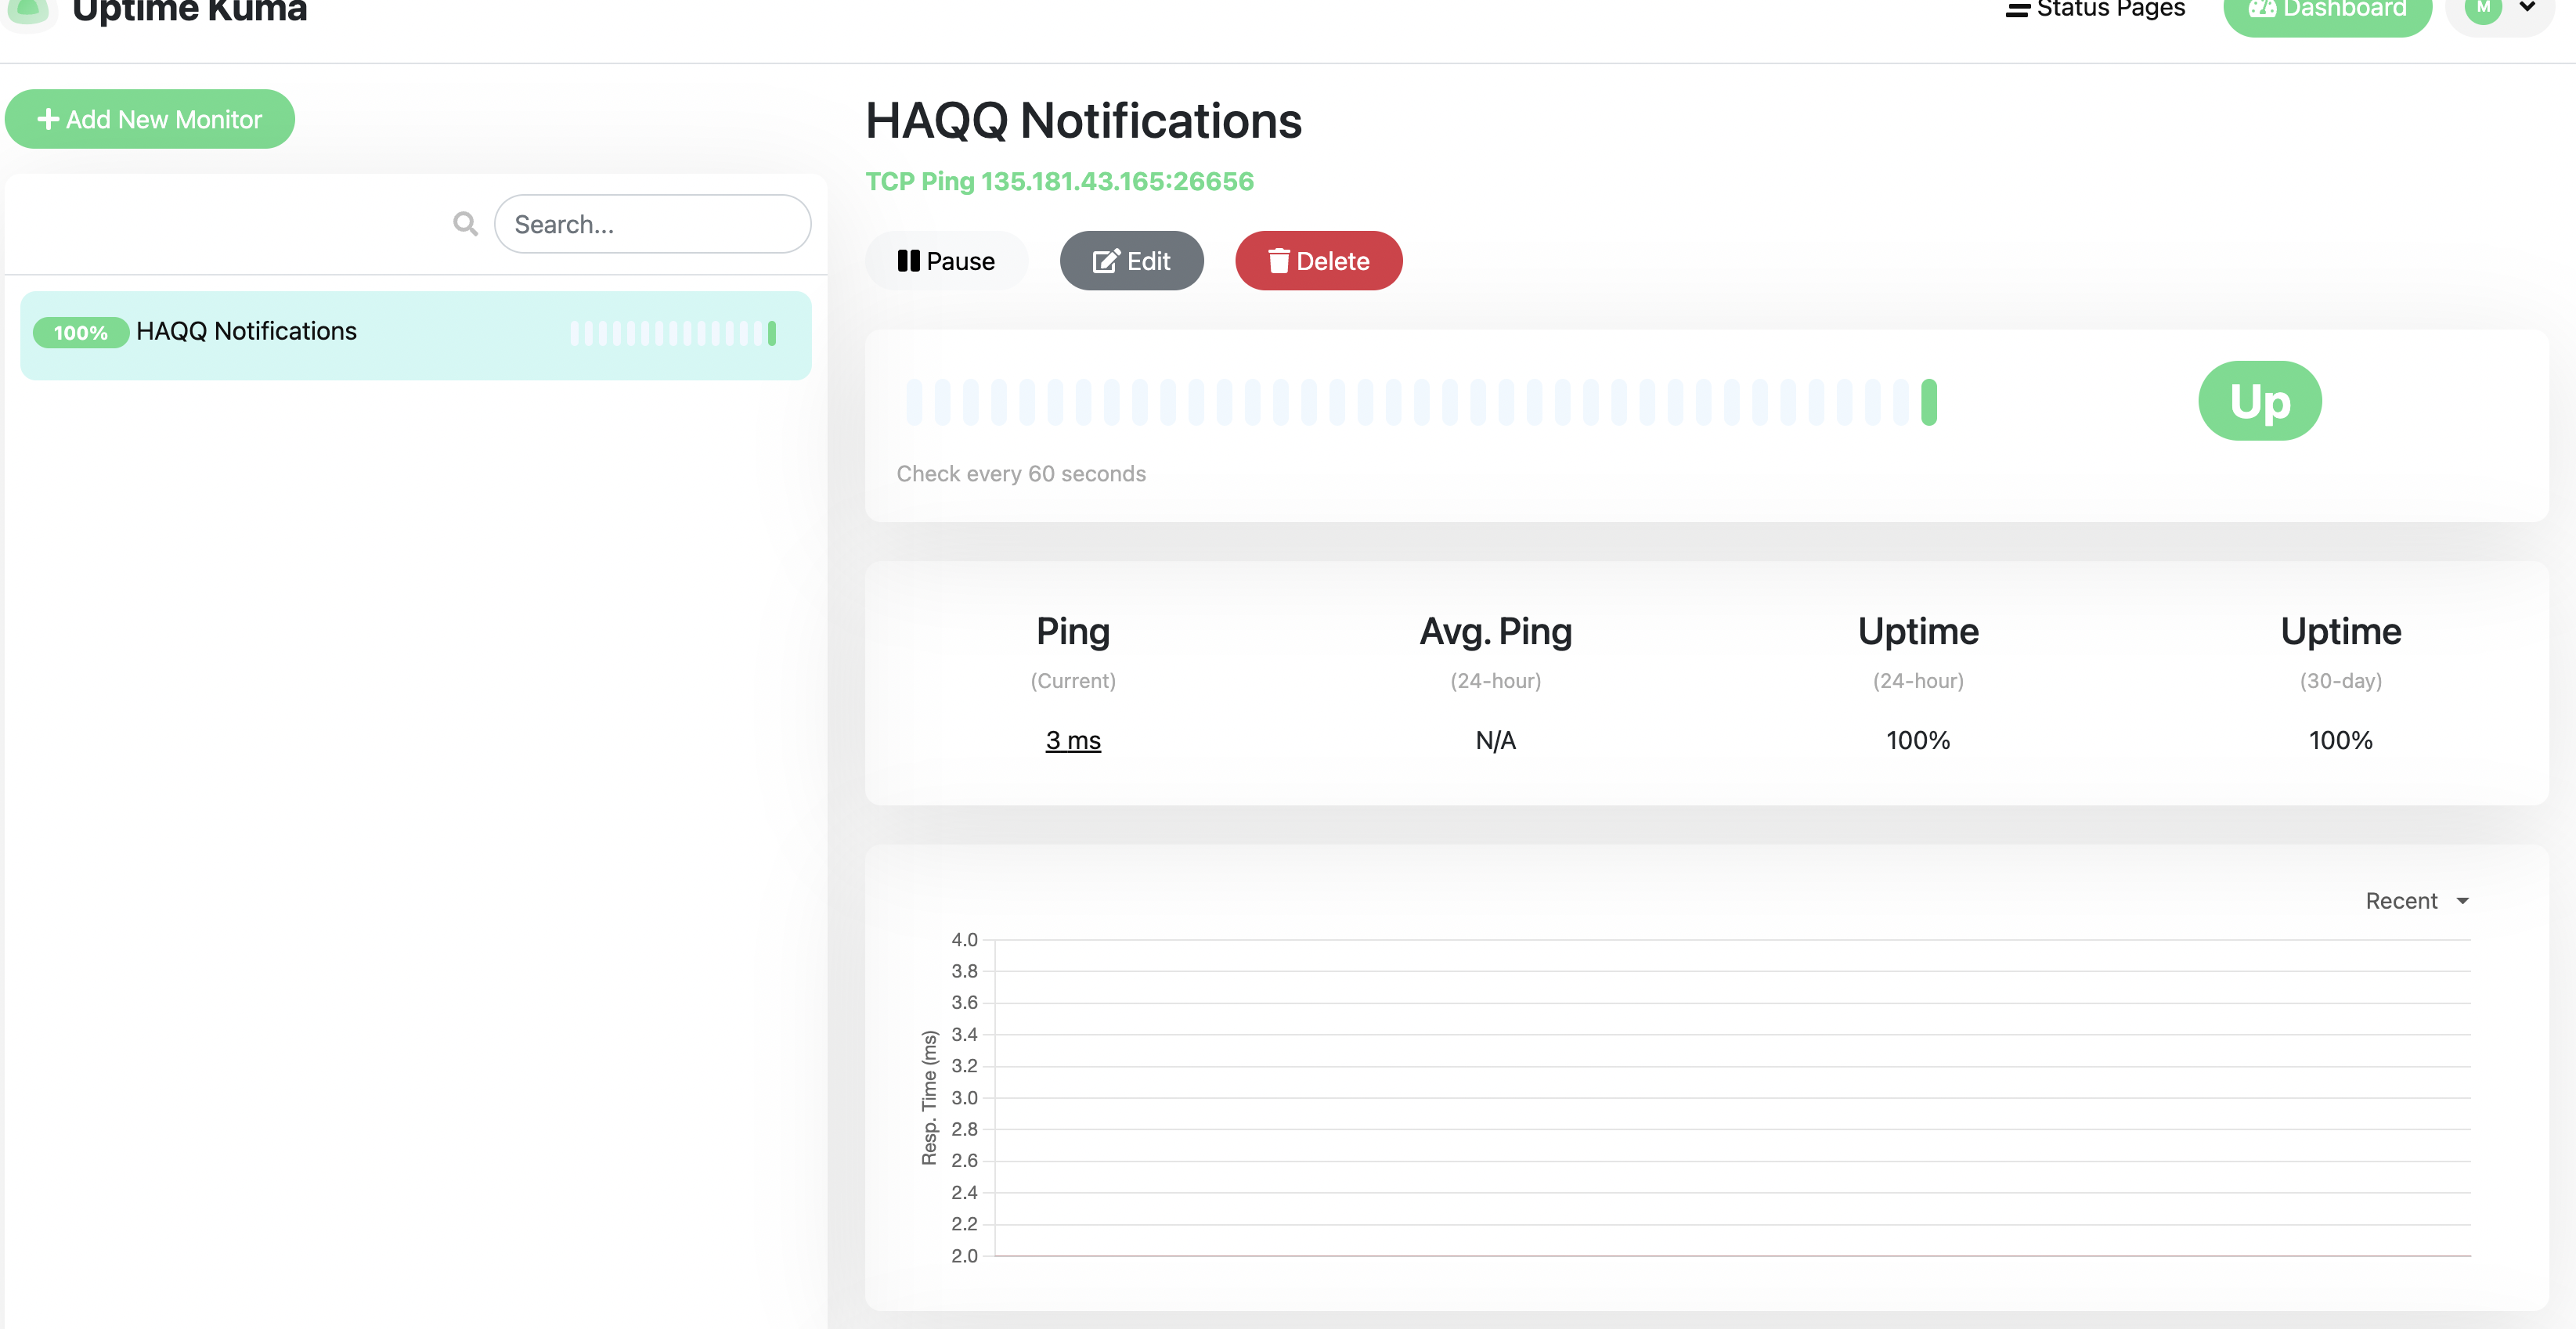 Uptime Kuma
Status Pages
Dashboard
M
Add New Monitor
Search...
100% HAQQ Notifications
HAQQ Notifications
TCP Ping 135.181.43.165:26656
Pause
Edit
Delete
Up
Check every 60 seconds
Ping
(Current)
3 ms
Avg. Ping
(24-hour)
N/A
Uptime
(24-hour)
100%
Uptime
(30-day)
100%
Recent
Resp. Time (ms)
4.0
3.8
3.6
3.4
3.2
3.0
2.8
2.6
2.4
2.2
2.0